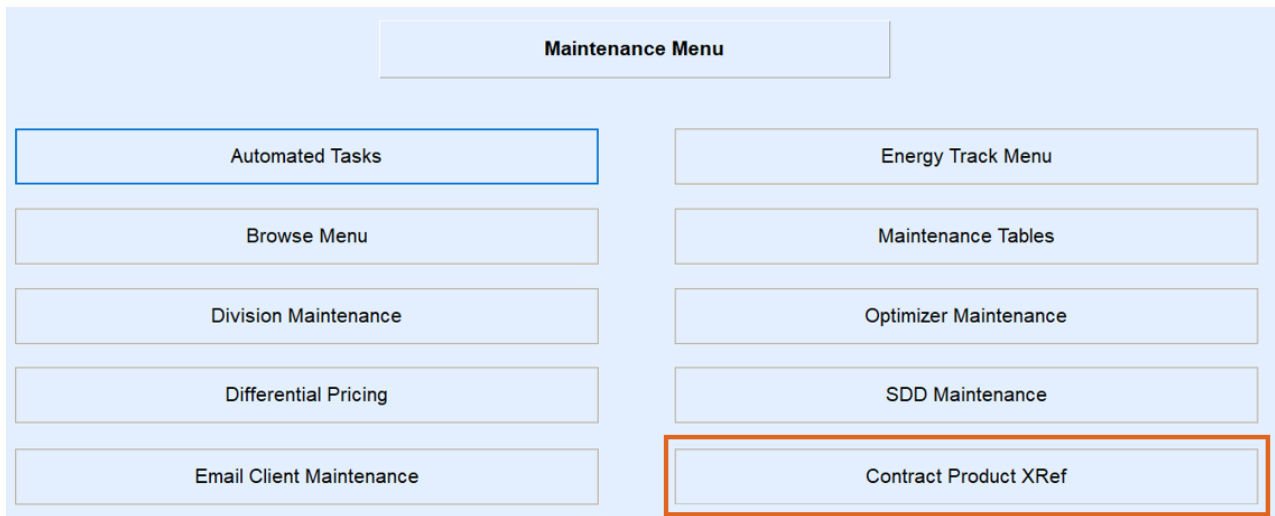 Maintenance Menu
Automated Tasks
Energy Track Menu
Browse Menu
Maintenance Tables
Division Maintenance
Optimizer Maintenance
Differential Pricing
SDD Maintenance
Email Client Maintenance
Contract Product XRef